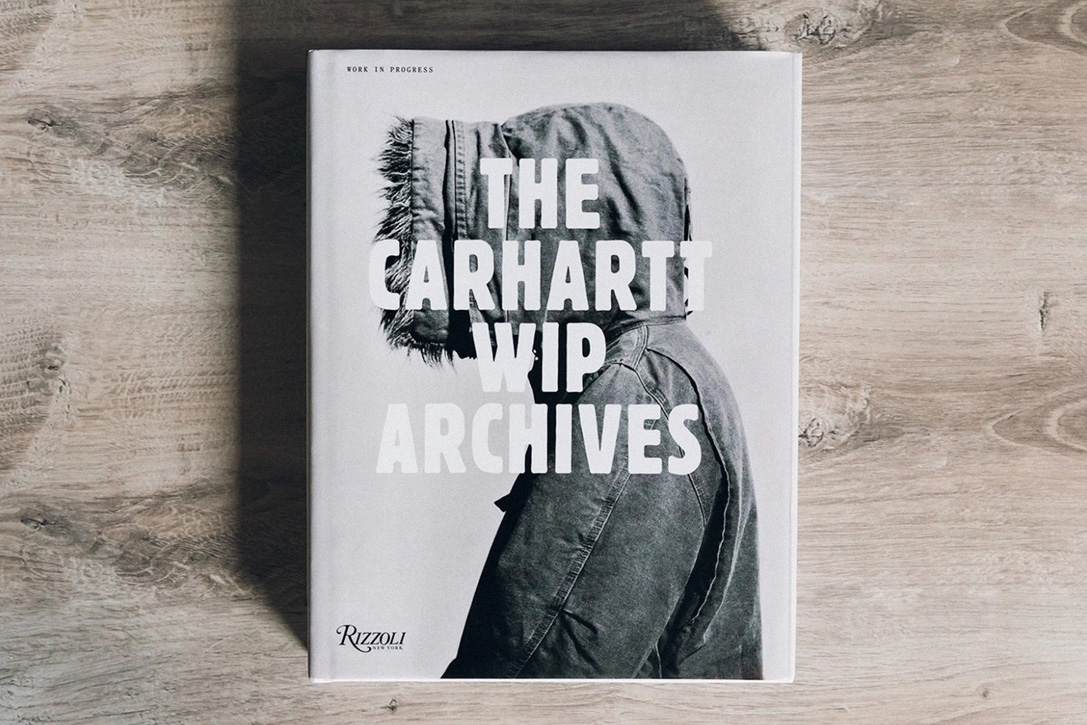 WORK IN PROGRESS
THE
CARHARTT
WIP
ARCHIVES
RIZZOLI
NEW YORK